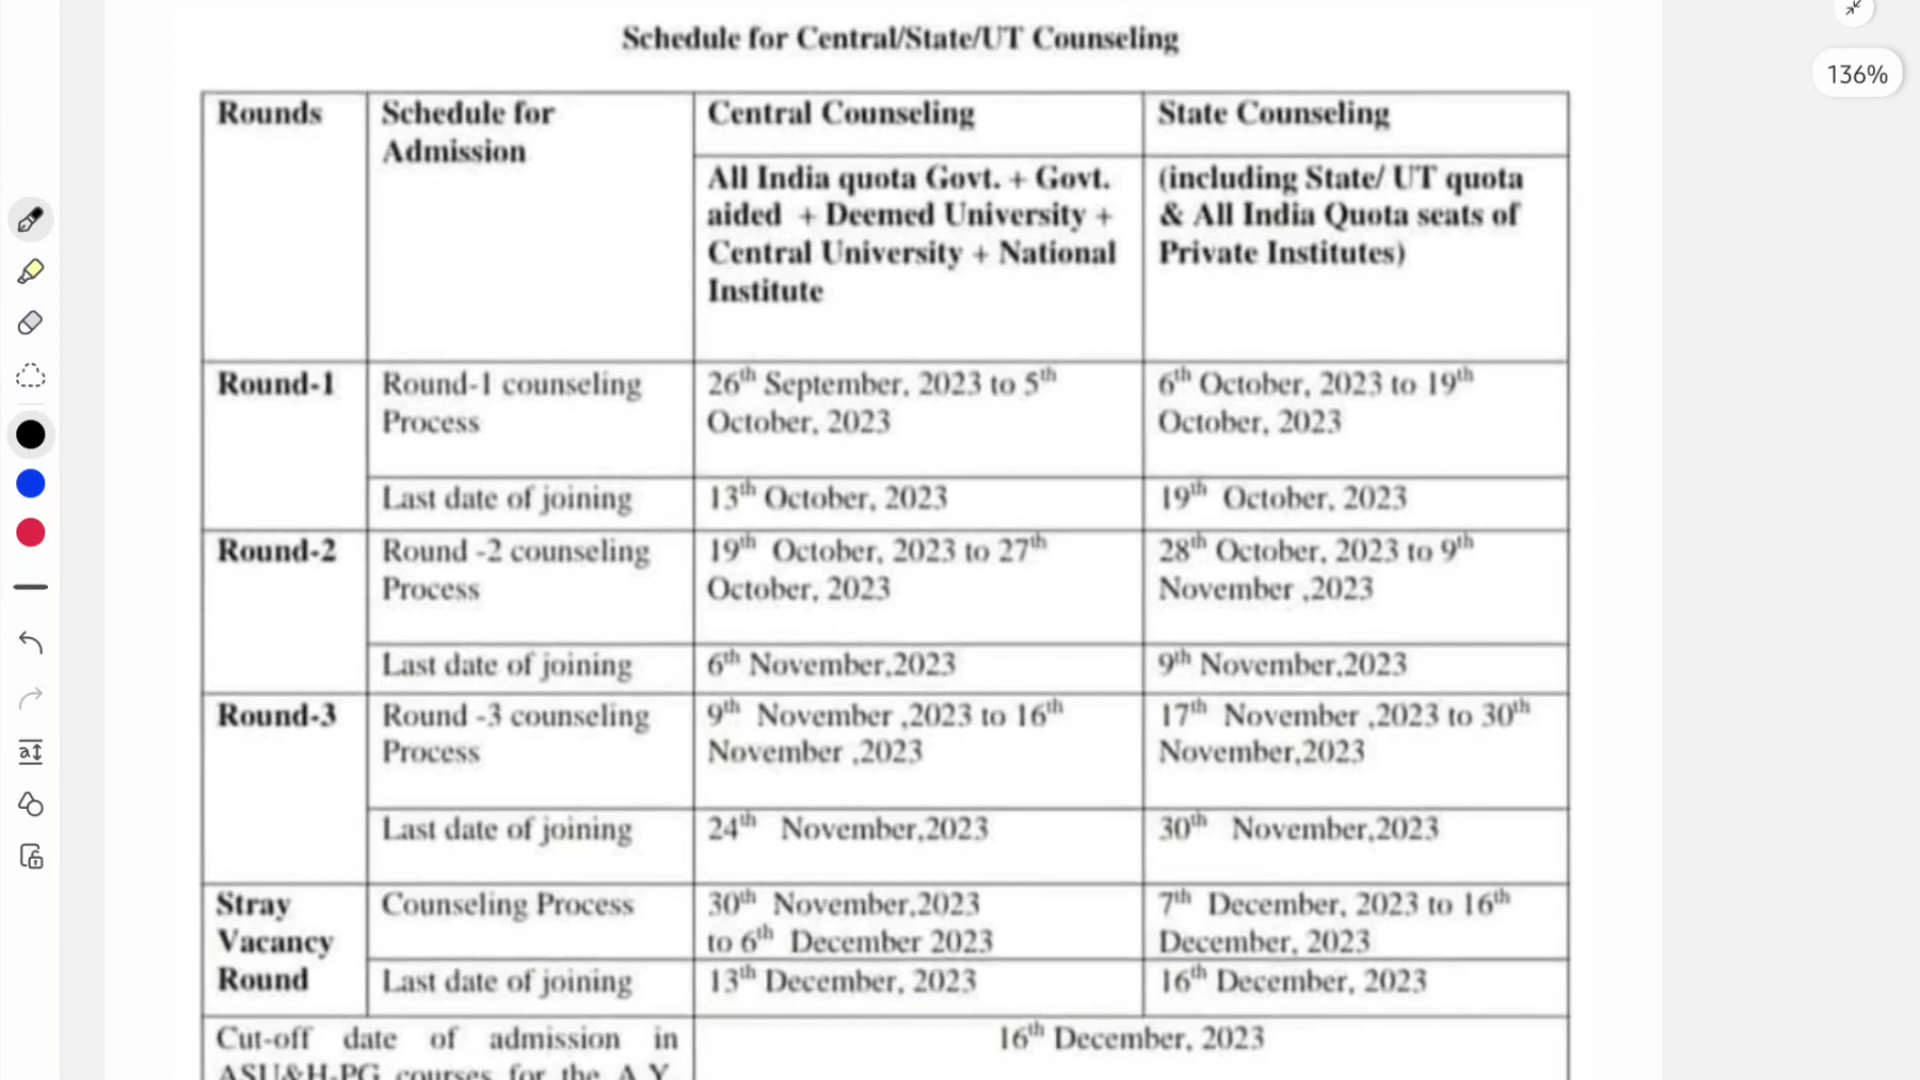 Schedule for Central/State/UT Counseling
136%
Rounds
Schedule for
Admission
Central Counseling
State Counseling
All India quota Govt. + Govt.
aided + Deemed University +
Central University + National
Institute
(including State/ UT quota
& All India Quota seats of
Private Institutes)
Round-1
Round-1 counseling
Process
26th September, 2023 to 5th
October, 2023
6th October, 2023 to 19th
October, 2023
Last date of joining
13th October, 2023
19th October, 2023
Round-2
Round -2 counseling
Process
19th October, 2023 to 27th
October, 2023
28th October, 2023 to 9th
November ,2023
Last date of joining
6th November,2023
9th November,2023
Round-3
Round -3 counseling
Process
9th November ,2023 to 16th
November ,2023
17th November ,2023 to 30th
November,2023
Last date of joining
24th November,2023
30th November,2023
Stray
Vacancy
Round
Counseling Process
30th November,2023
to 6th December 2023
7th December, 2023 to 16th
December, 2023
Last date of joining
13th December, 2023
16th December, 2023
Cut-off date of admission in
ASU&H-PG courses for the A.Y.
16th December, 2023